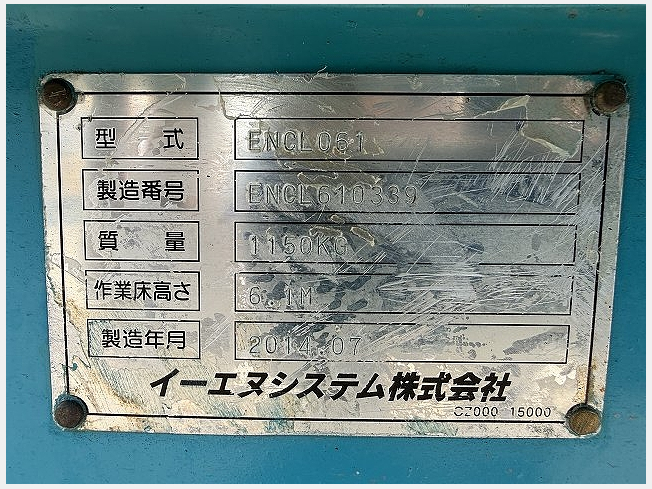 型式 ENCL061
製造番号 ENCL610339
質量 1150KG
作業床高さ 6.1M
製造年月 2014.07
イーエヌシステム株式会社
CZ000 15000